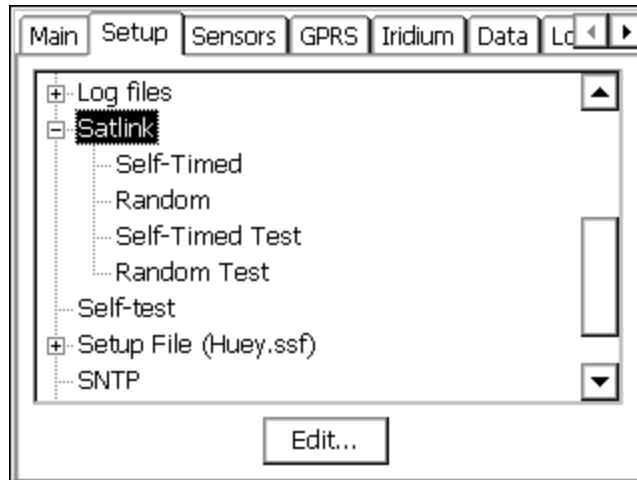 Main Setup Sensors GPRS Iridium Data
Log files
Satlink
Self-Timed
Random
Self-Timed Test
Random Test
Self-test
Setup File (Huey.ssf)
SNTP
Edit...